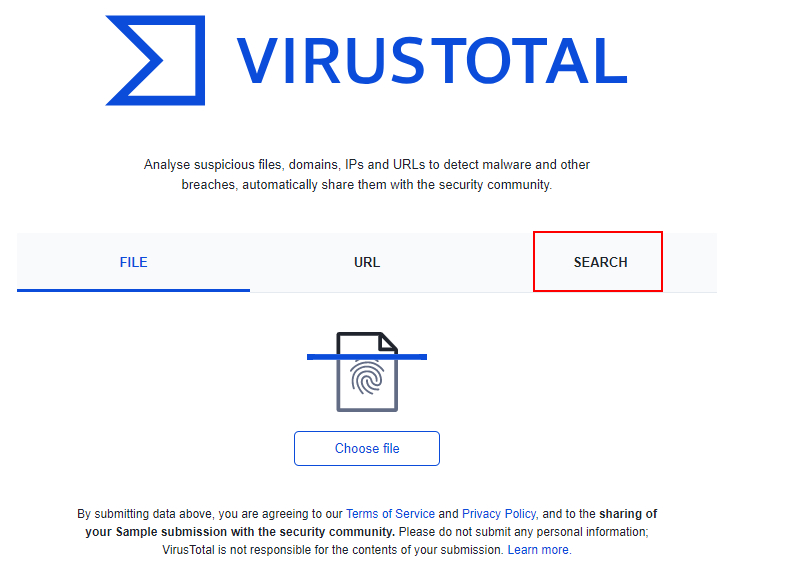 VIRUSTOTAL
Analyse suspicious files, domains, IPs and URLs to detect malware and other
breaches, automatically share them with the security community.
FILE URL SEARCH
Choose file
By submitting data above, you are agreeing to our Terms of Service and Privacy Policy, and to the sharing of
your Sample submission with the security community. Please do not submit any personal information;
VirusTotal is not responsible for the contents of your submission. Learn more.